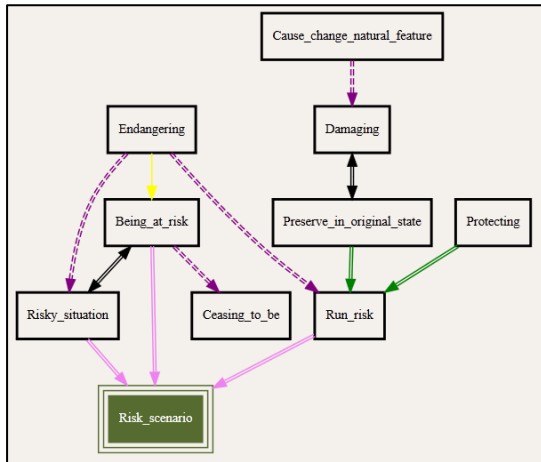 Cause_change_natural_feature
Endangering
Damaging
Being_at_risk
Preserve_in_original_state
Protecting
Risky_situation
Ceasing_to_be
Run_risk
Risk_scenario